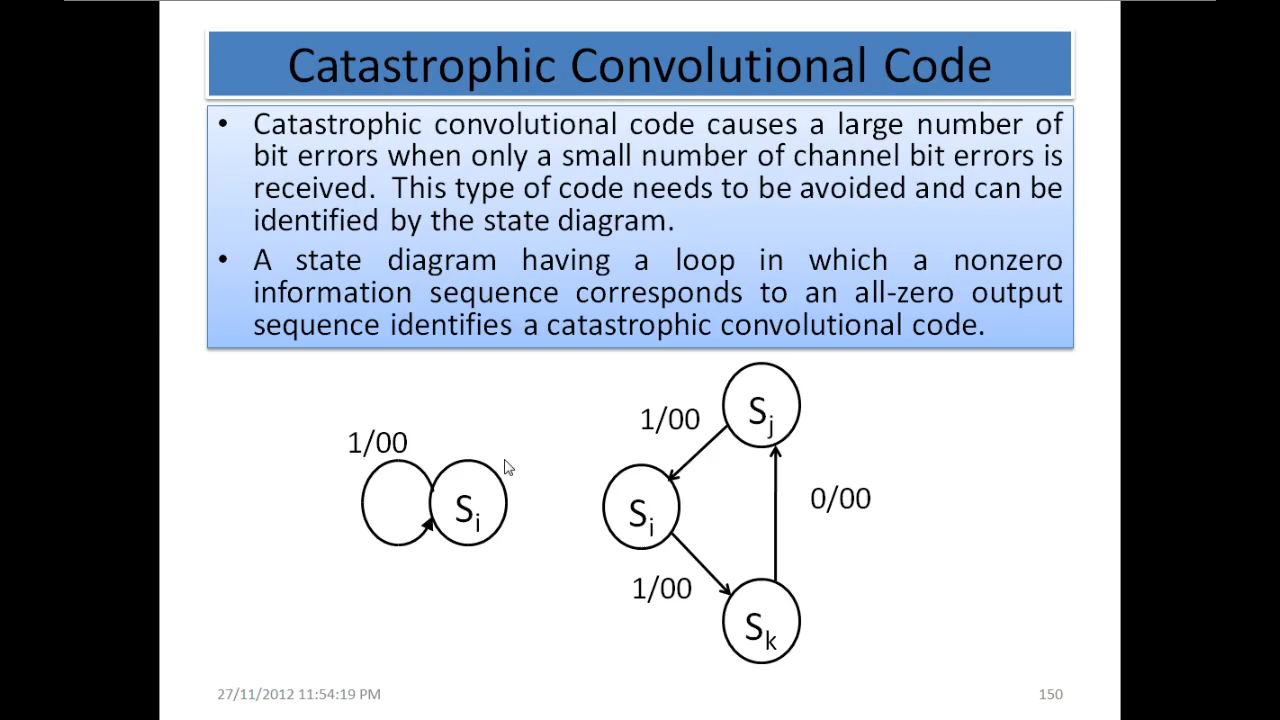 Catastrophic Convolutional Code
• Catastrophic convolutional code causes a large number of
bit errors when only a small number of channel bit errors is
received. This type of code needs to be avoided and can be
identified by the state diagram.
• A state diagram having a loop in which a nonzero
information sequence corresponds to an all-zero output
sequence identifies a catastrophic convolutional code.
1/00
Si
Sj
1/00
Si
0/00
1/00
Sk
27/11/2012 11:54:19 PM
150